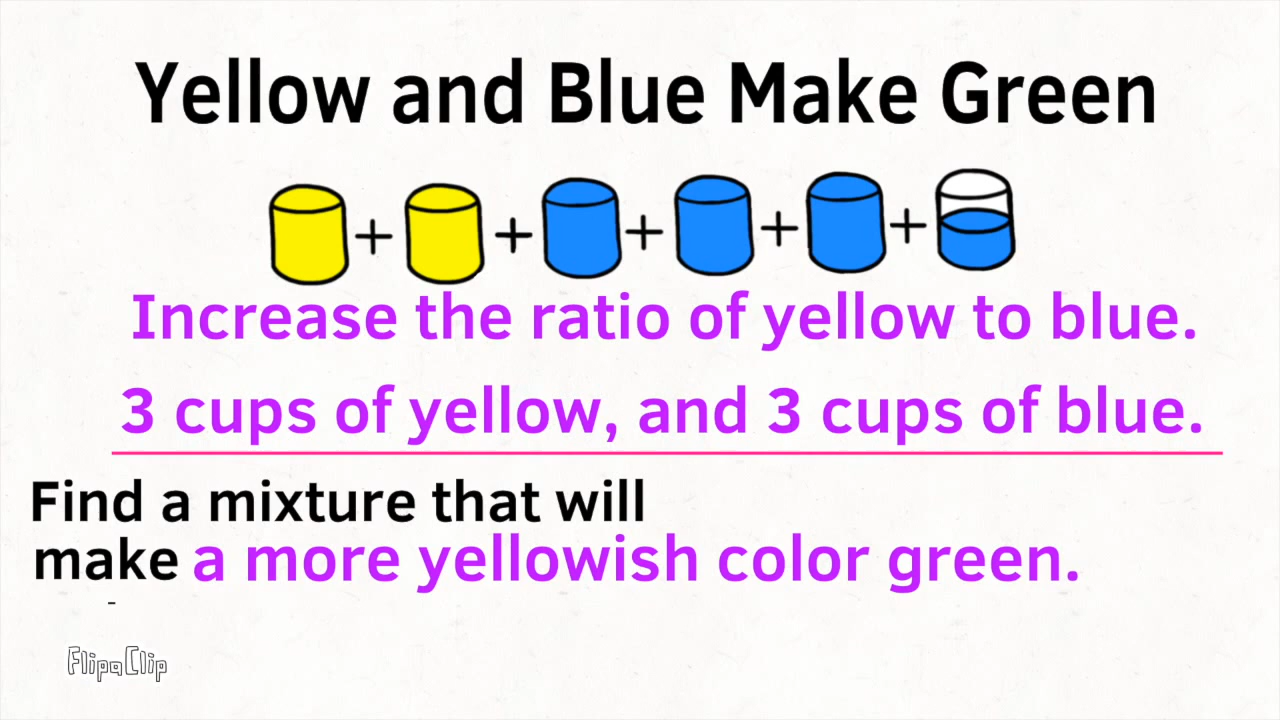 Yellow and Blue Make Green
+ + + + +
Increase the ratio of yellow to blue.
3 cups of yellow, and 3 cups of blue.
Find a mixture that will
make a more yellowish color green.
-
FlipaClip